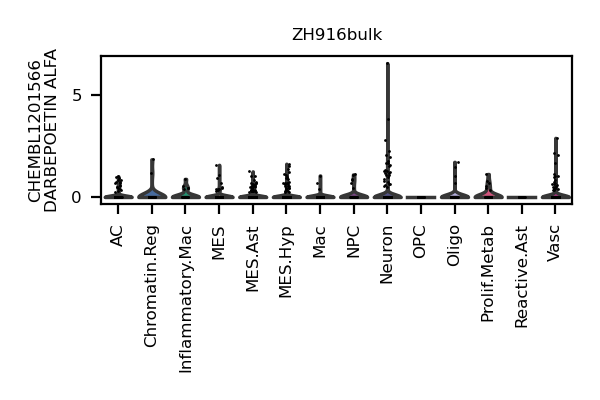 ZH916bulk
CHEMBL1201566
DARBEPOETIN ALFA
5
0
AC
Chromatin.Reg
Inflammatory.Mac
MES
MES.Ast
MES.Hyp
Mac
NPC
Neuron
OPC
Oligo
Prolif.Metab
Reactive.Ast
Vasc